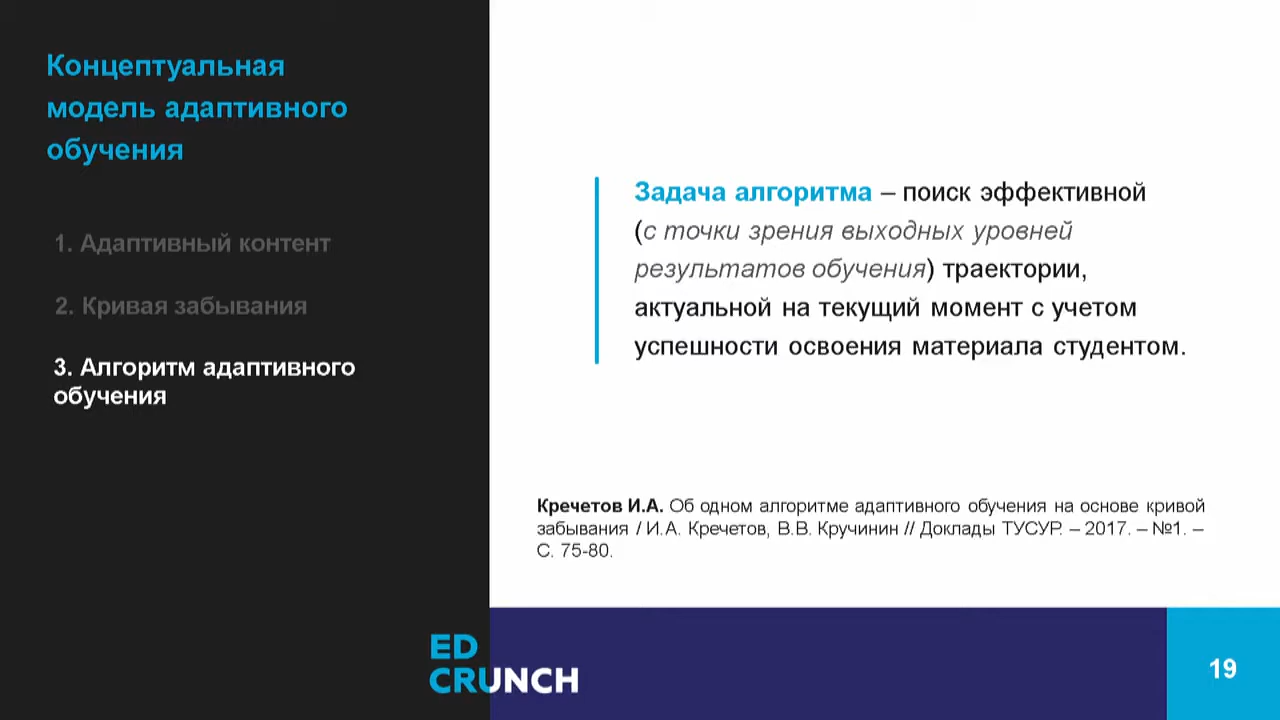 Концептуальная
модель адаптивного
обучения
1. Адаптивный контент
2. Кривая забывания
3. Алгоритм адаптивного
обучения
Задача алгоритма – поиск эффективной
(с точки зрения выходных уровней
результатов обучения) траектории,
актуальной на текущий момент с учетом
успешности освоения материала студентом.
Кречетов И.А. Об одном алгоритме адаптивного обучения на основе кривой
забывания / И.А. Кречетов, В.В. Кручинин // Доклады ТУСУР. – 2017. – №1. –
С. 75-80.
ED
CRUNCH
19